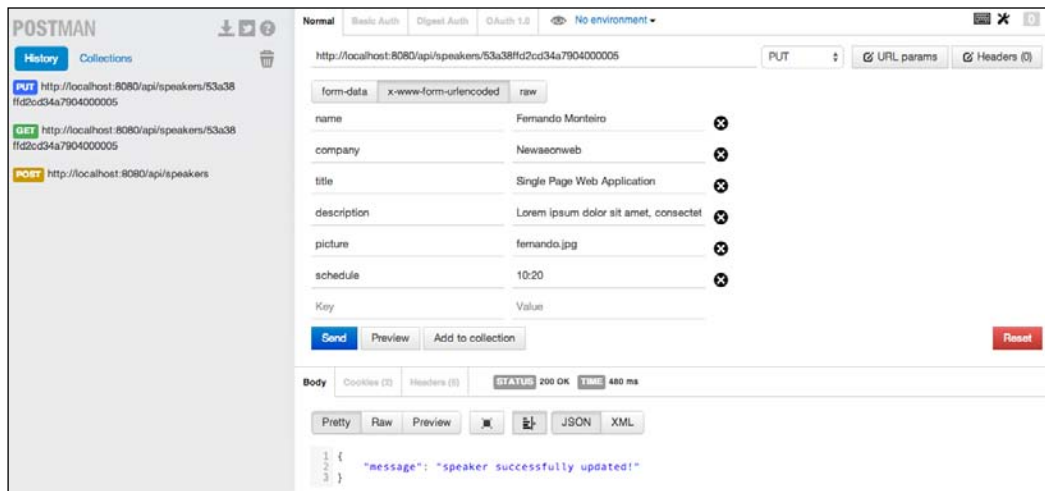 POSTMAN
History Collections
PUT http://localhost:8080/api/speakers/53a38
ffd2cd34a7904000005
GET http://localhost:8080/api/speakers/53a38
ffd2cd34a7904000005
POST http://localhost:8080/api/speakers
Normal Basic Auth Digest Auth OAuth 1.0 No environment
0
http://localhost:8080/api/speakers/53a38ffd2cd34a7904000005 PUT URL params Headers (0)
form-data x-www-form-urlencoded raw
name Fernando Monteiro
company Newaeonweb
title Single Page Web Application
description Lorem ipsum dolor sit amet, consectet
picture fernando.jpg
schedule 10:20
Key Value
Send Preview Add to collection Reset
Body Cookies (2) Headers (6) STATUS 200 OK TIME 480 ms
Pretty Raw Preview JSON XML
1 {
2 "message": "speaker successfully updated!"
3 }